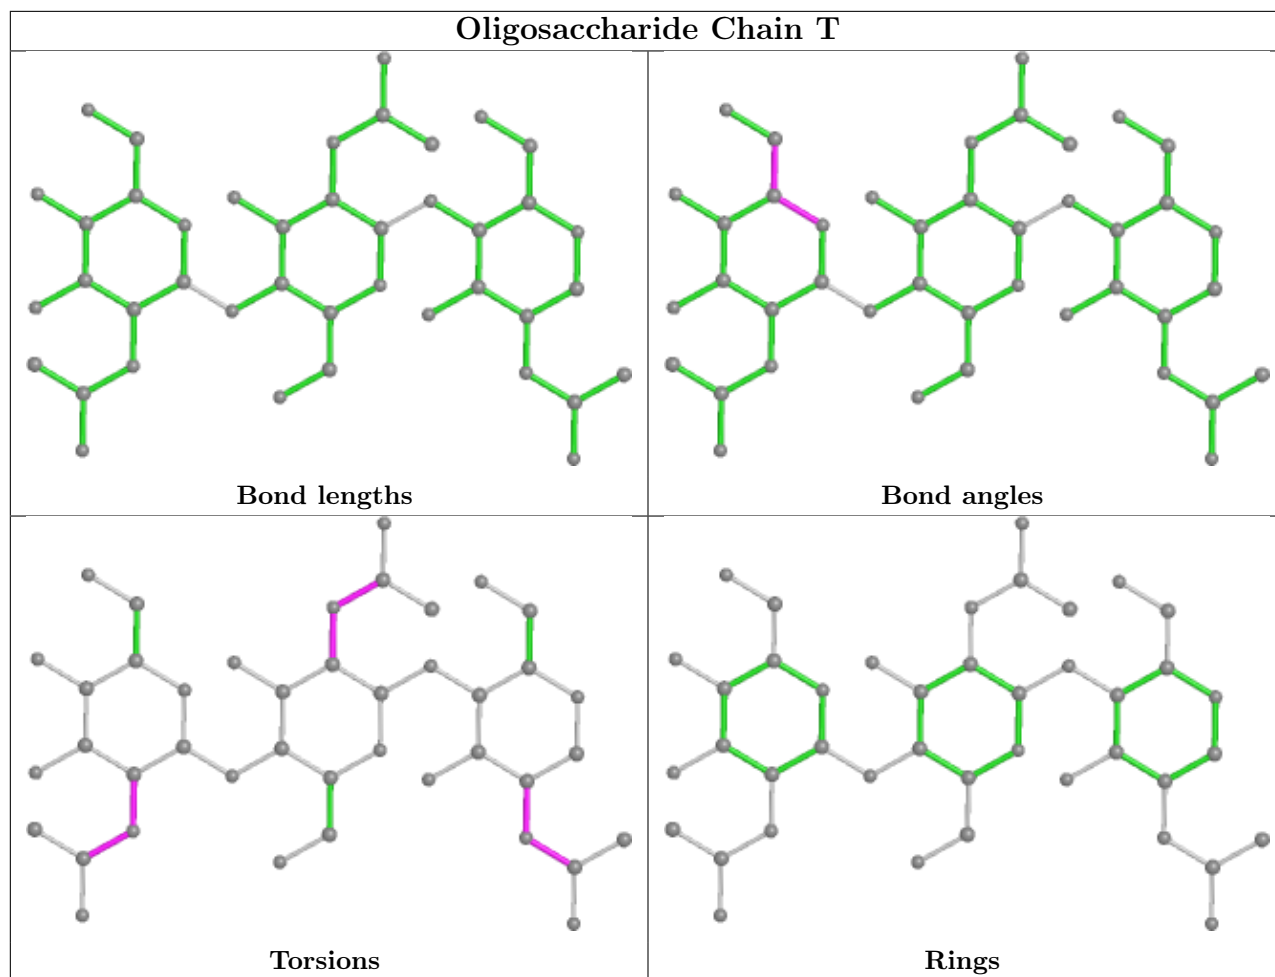 Oligosaccharide Chain T
Bond lengths
Bond angles
Torsions
Rings